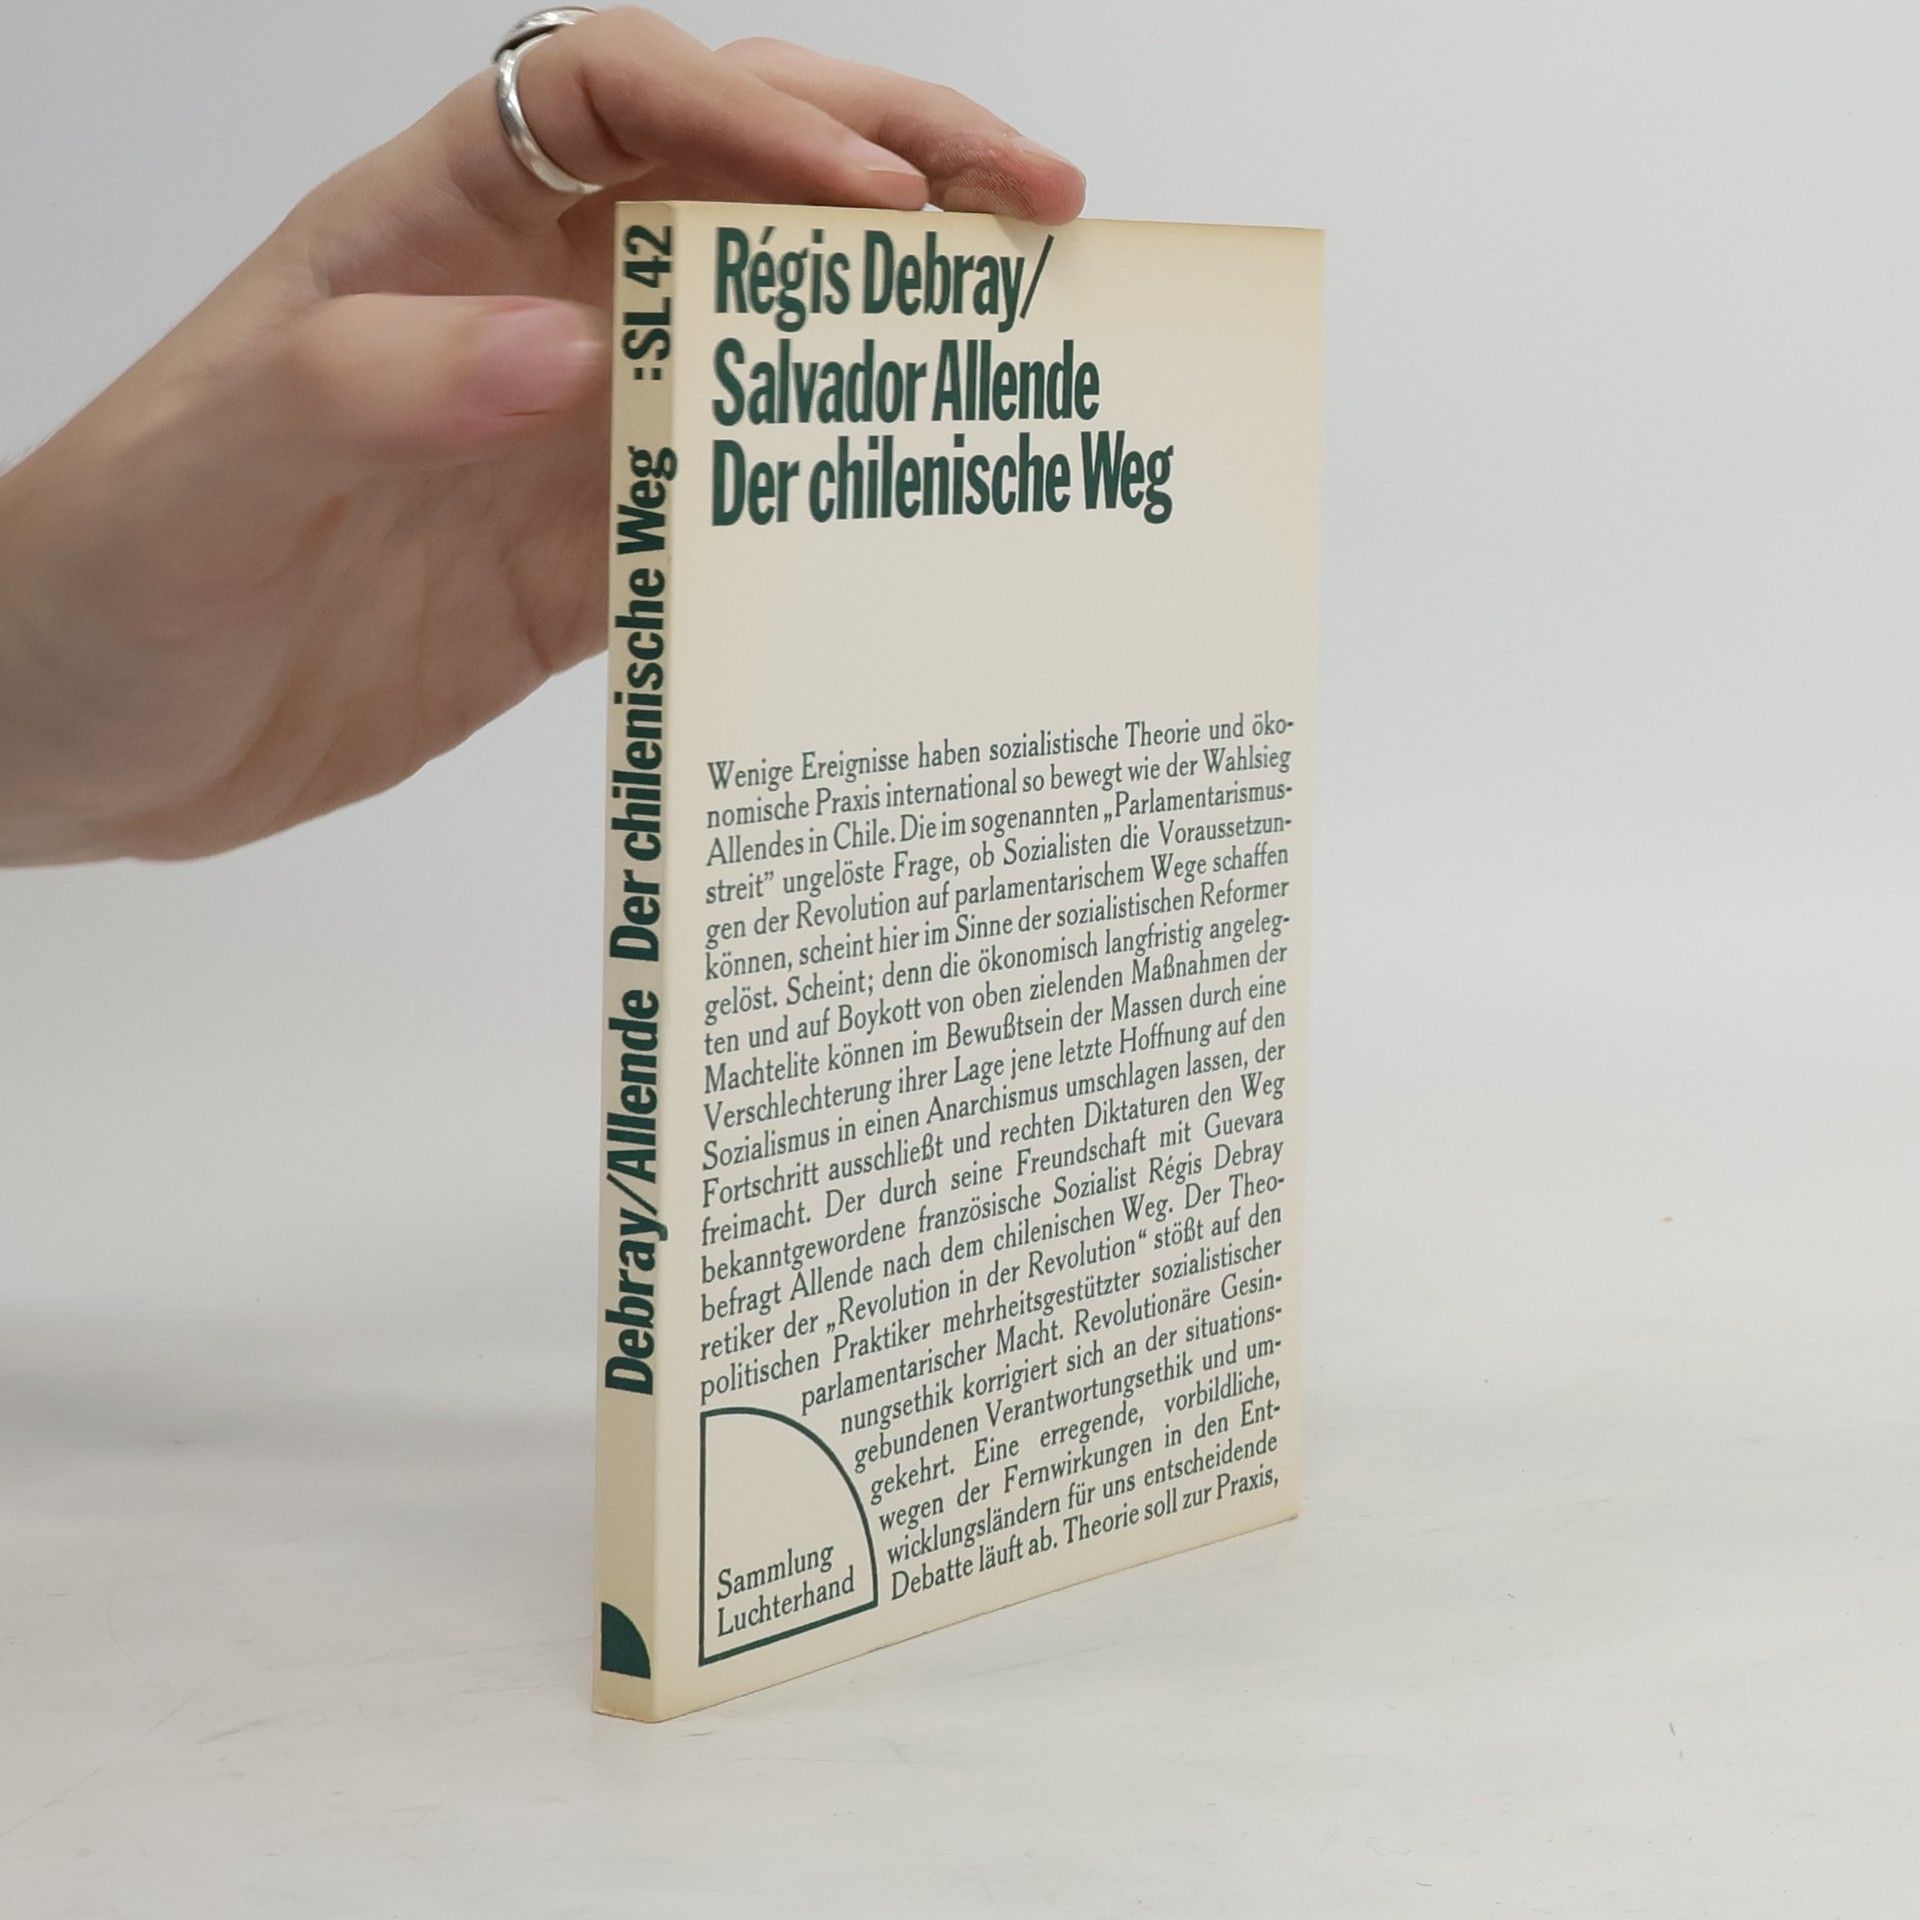 Debray/Allende Der chilenische Weg :: SL 42
Régis Debray/
Salvador Allende
Der chilenische Weg
Wenige Ereignisse haben sozialistische Theorie und öko-
nomische Praxis international so bewegt wie der Wahlsieg
Allendes in Chile. Die im sogenannten „Parlamentarismus-
streit” ungelöste Frage, ob Sozialisten die Voraussetzun-
gen der Revolution auf parlamentarischem Wege schaffen
können, scheint hier im Sinne der sozialistischen Reformer
gelöst. Scheint; denn die ökonomisch langfristig angeleg-
ten und auf Boykott von oben zielenden Maßnahmen der
Machtelite können im Bewußtsein der Massen durch eine
Verschlechterung ihrer Lage jene letzte Hoffnung auf den
Sozialismus in einen Anarchismus umschlagen lassen, der
Fortschritt ausschließt und rechten Diktaturen den Weg
freimacht. Der durch seine Freundschaft mit Guevara
bekanntgewordene französische Sozialist Régis Debray
befragt Allende nach dem chilenischen Weg. Der Theo-
retiker der „Revolution in der Revolution“ stößt auf den
politischen Praktiker mehrheitsgestützter sozialistischer
parlamentarischer Macht. Revolutionäre Gesin-
nungsethik korrigiert sich an der situations-
gebundenen Verantwortungsethik und um-
gekehrt. Eine erregende, vorbildliche,
wegen der Fernwirkungen in den Ent-
wicklungsländern für uns entscheidende
Debatte läuft ab. Theorie soll zur Praxis,
Sammlung
Luchterhand